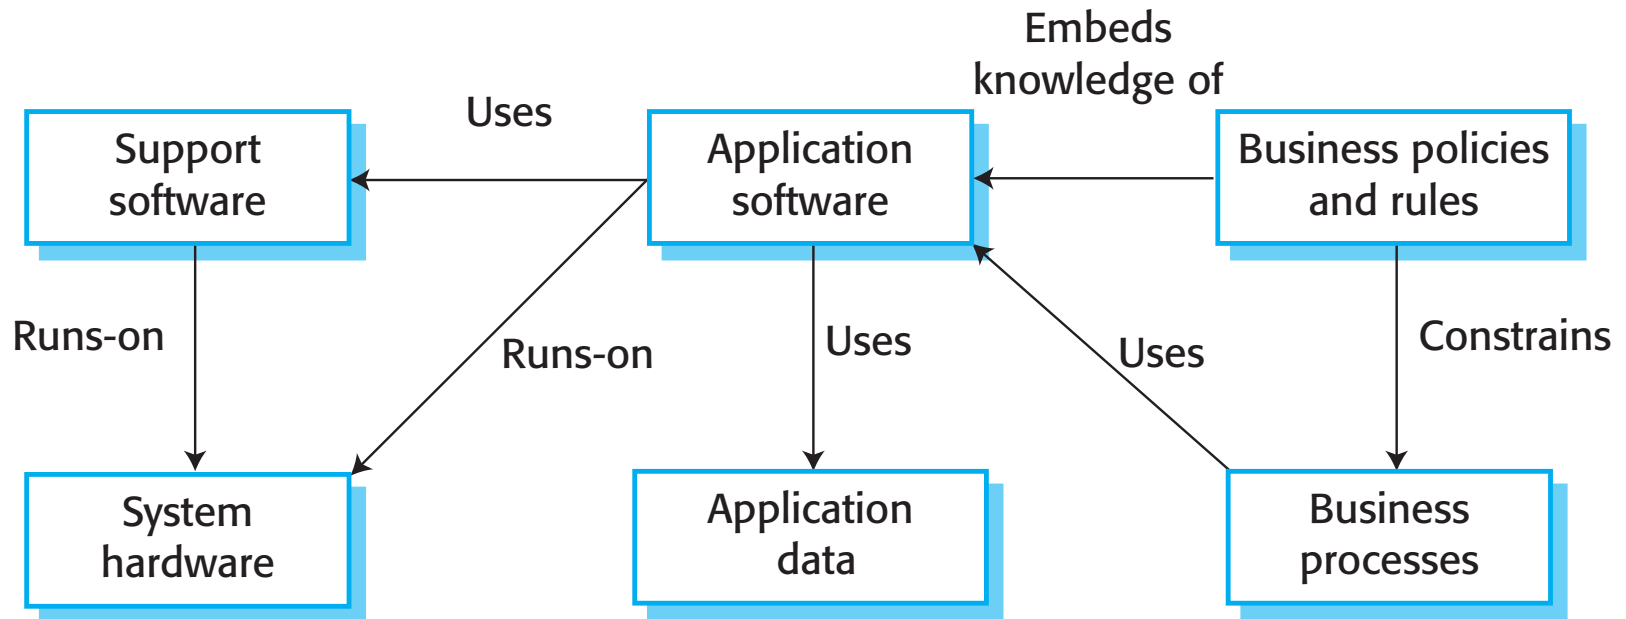 Embeds
knowledge of
Uses
Support
software
Application
software
Business policies
and rules
Runs-on
Runs-on
Uses
Uses
Constrains
System
hardware
Application
data
Business
processes